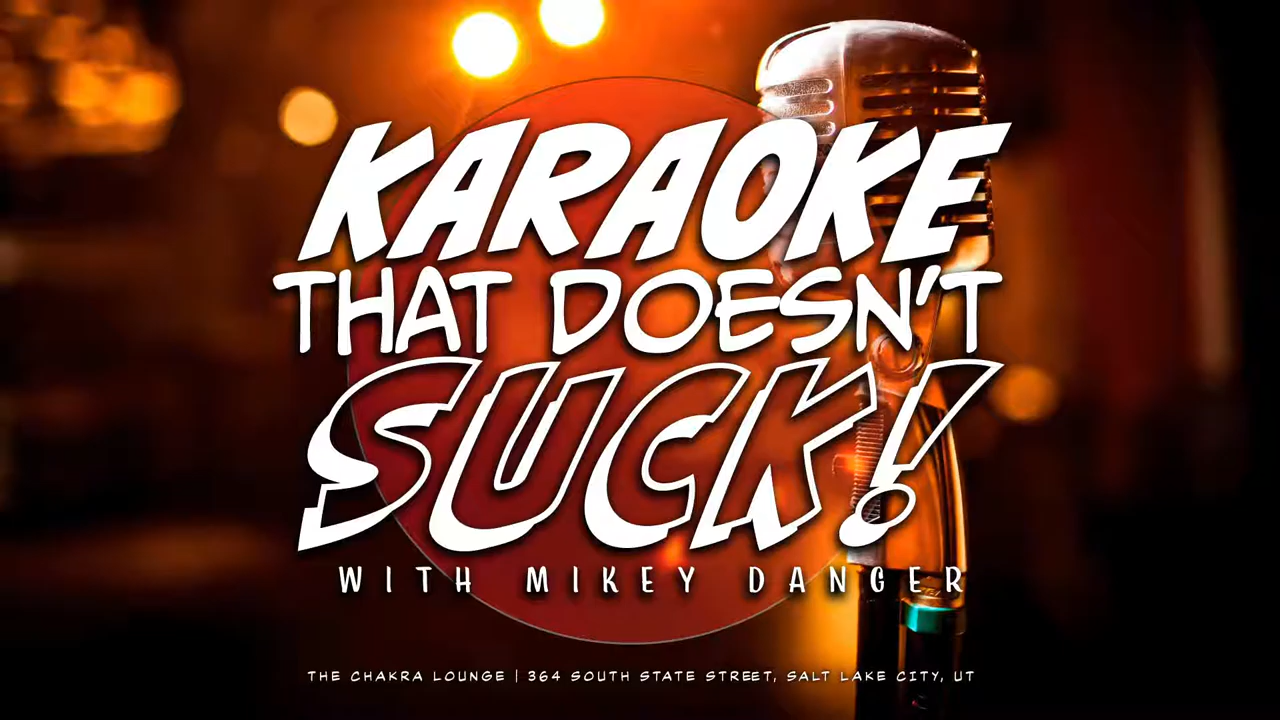 KARAOKE
THAT DOESN'T
SUCK!
WITH MIKEY DANGER
THE CHAKRA LOUNGE | 364 SOUTH STATE STREET, SALT LAKE CITY, UT